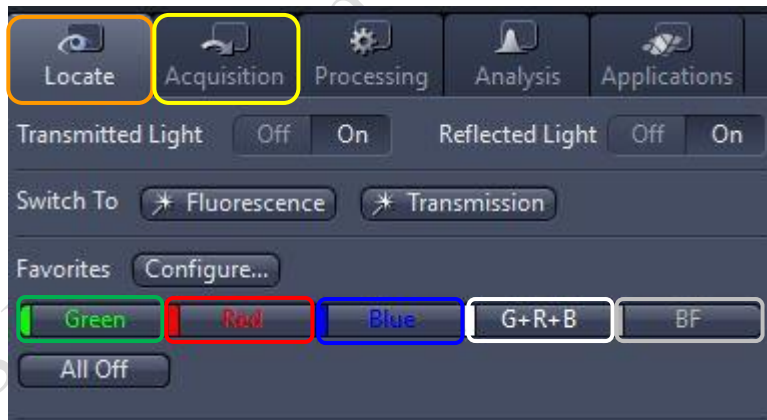 Locate Acquisition Processing Analysis Applications
Transmitted Light Off On Reflected Light Off On
Switch To Fluorescence Transmission
Favorites Configure...
Green Red Blue G+R+B BF
All Off